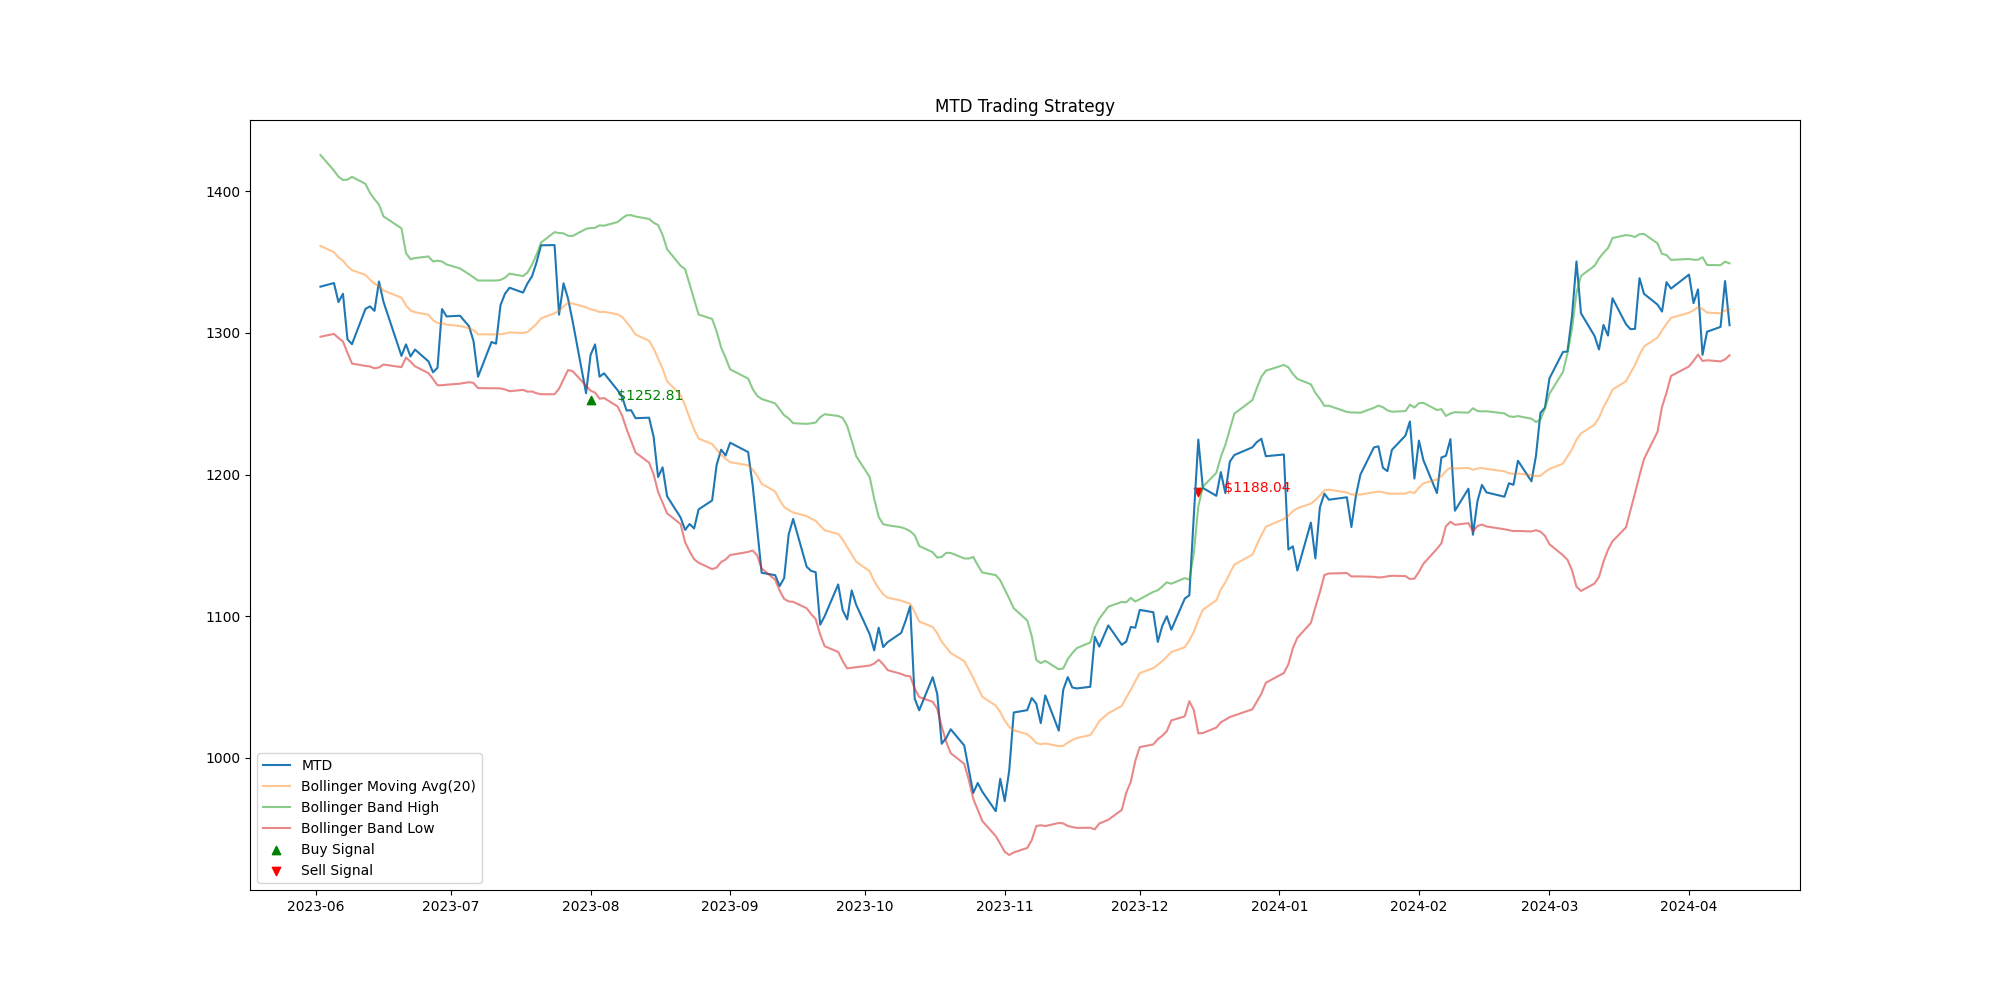 MTD Trading Strategy
1400
1300
1200
1100
1000
$1252.81
$1188.04
MTD
Bollinger Moving Avg(20)
Bollinger Band High
Bollinger Band Low
Buy Signal
Sell Signal
2023-06 2023-07 2023-08 2023-09 2023-10 2023-11 2023-12 2024-01 2024-02 2024-03 2024-04